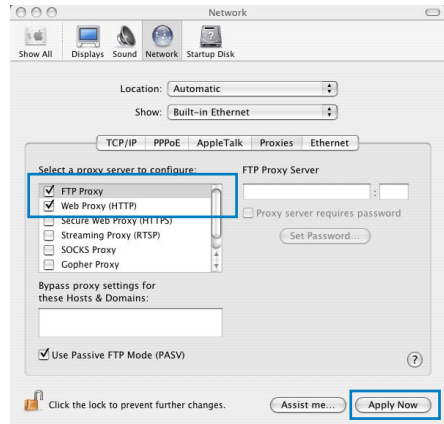 Network
Show All Displays Sound Network Startup Disk
Location: Automatic
Show: Built-in Ethernet
TCP/IP PPPoE AppleTalk Proxies Ethernet
Select a proxy server to configure: FTP Proxy Server
FTP Proxy
Web Proxy (HTTP) :
Secure Web Proxy (HTTPS) Proxy server requires password
Streaming Proxy (RTSP) Set Password...
SOCKS Proxy
Gopher Proxy
Bypass proxy settings for
these Hosts & Domains:
Use Passive FTP Mode (PASV) ?
Click the lock to prevent further changes. Assist me... Apply Now